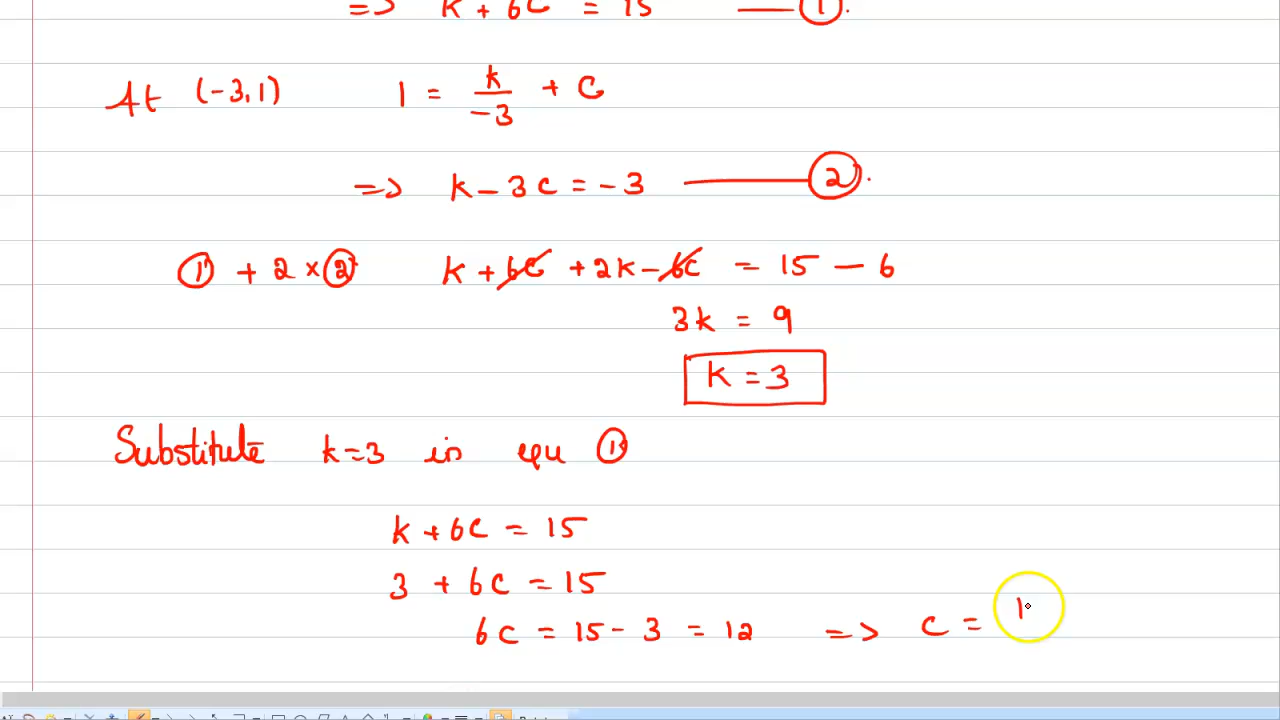 => k + 6C = 15 —— ①.
At (-3,1) 1 = k/-3 + C
=> k - 3C = -3 —— ②.
① + 2 × ② k + 6C + 2k - 6C = 15 - 6
3k = 9
k = 3
Substitute k=3 in equ ①
k + 6C = 15
3 + 6C = 15
6C = 15 - 3 = 12 => C = 1